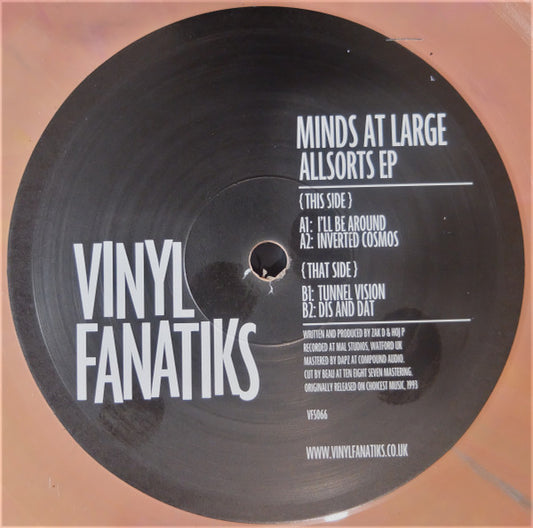 VINYL
FANATIKS
MINDS AT LARGE
ALLSORTS EP
{ THIS SIDE }
A1: I'LL BE AROUND
A2: INVERTED COSMOS
{ THAT SIDE }
B1: TUNNEL VISION
B2: DIS AND DAT
WRITTEN AND PRODUCED BY ZAK D & HOJ P
RECORDED AT MAL STUDIOS, WATFORD UK
MASTERED BY DAPZ AT COMPOUND AUDIO.
CUT BY BEAU AT TEN EIGHT SEVEN MASTERING.
ORIGINALLY RELEASED ON CHOICEST MUSIC, 1993
VFS066
WWW.VINYLFANATIKS.CO.UK